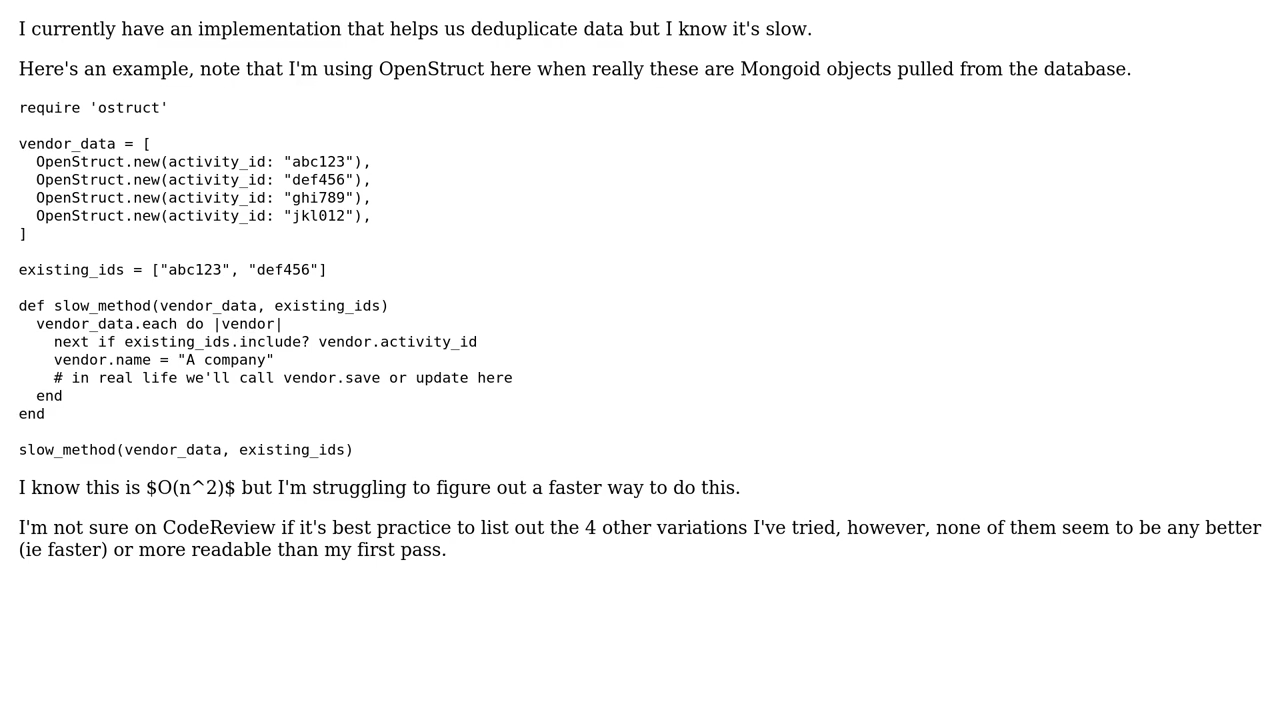 I currently have an implementation that helps us deduplicate data but I know it's slow.
Here's an example, note that I'm using OpenStruct here when really these are Mongoid objects pulled from the database.
require 'ostruct'
vendor_data = [
  OpenStruct.new(activity_id: "abc123"),
  OpenStruct.new(activity_id: "def456"),
  OpenStruct.new(activity_id: "ghi789"),
  OpenStruct.new(activity_id: "jkl012"),
]
existing_ids = ["abc123", "def456"]
def slow_method(vendor_data, existing_ids)
  vendor_data.each do |vendor|
    next if existing_ids.include? vendor.activity_id
    vendor.name = "A company"
    # in real life we'll call vendor.save or update here
  end
end
slow_method(vendor_data, existing_ids)
I know this is $O(n^2)$ but I'm struggling to figure out a faster way to do this.
I'm not sure on CodeReview if it's best practice to list out the 4 other variations I've tried, however, none of them seem to be any better
(ie faster) or more readable than my first pass.